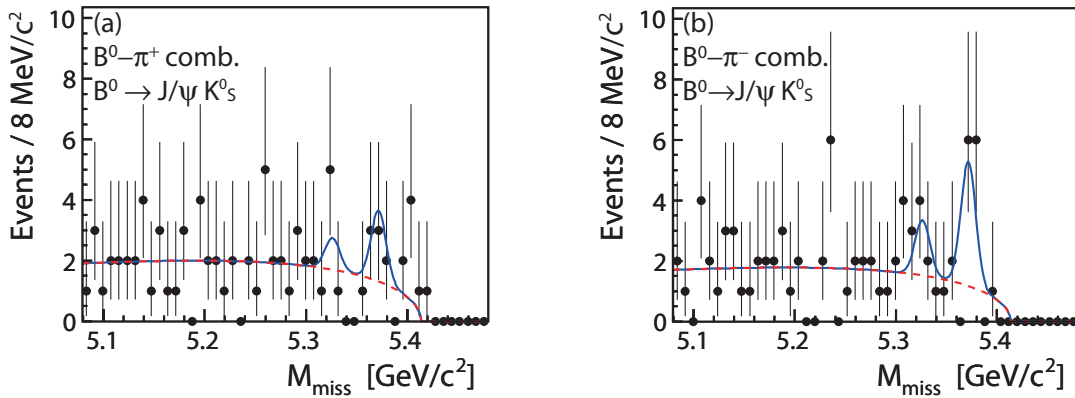 (a)
B⁰−π⁺ comb.
B⁰ → J/ψ K⁰s
Events / 8 MeV/c²
10
8
6
4
2
0
5.1 5.2 5.3 5.4
M_miss [GeV/c²]
(b)
B⁰−π⁻ comb.
B⁰→J/ψ K⁰s
Events / 8 MeV/c²
10
8
6
4
2
0
5.1 5.2 5.3 5.4
M_miss [GeV/c²]